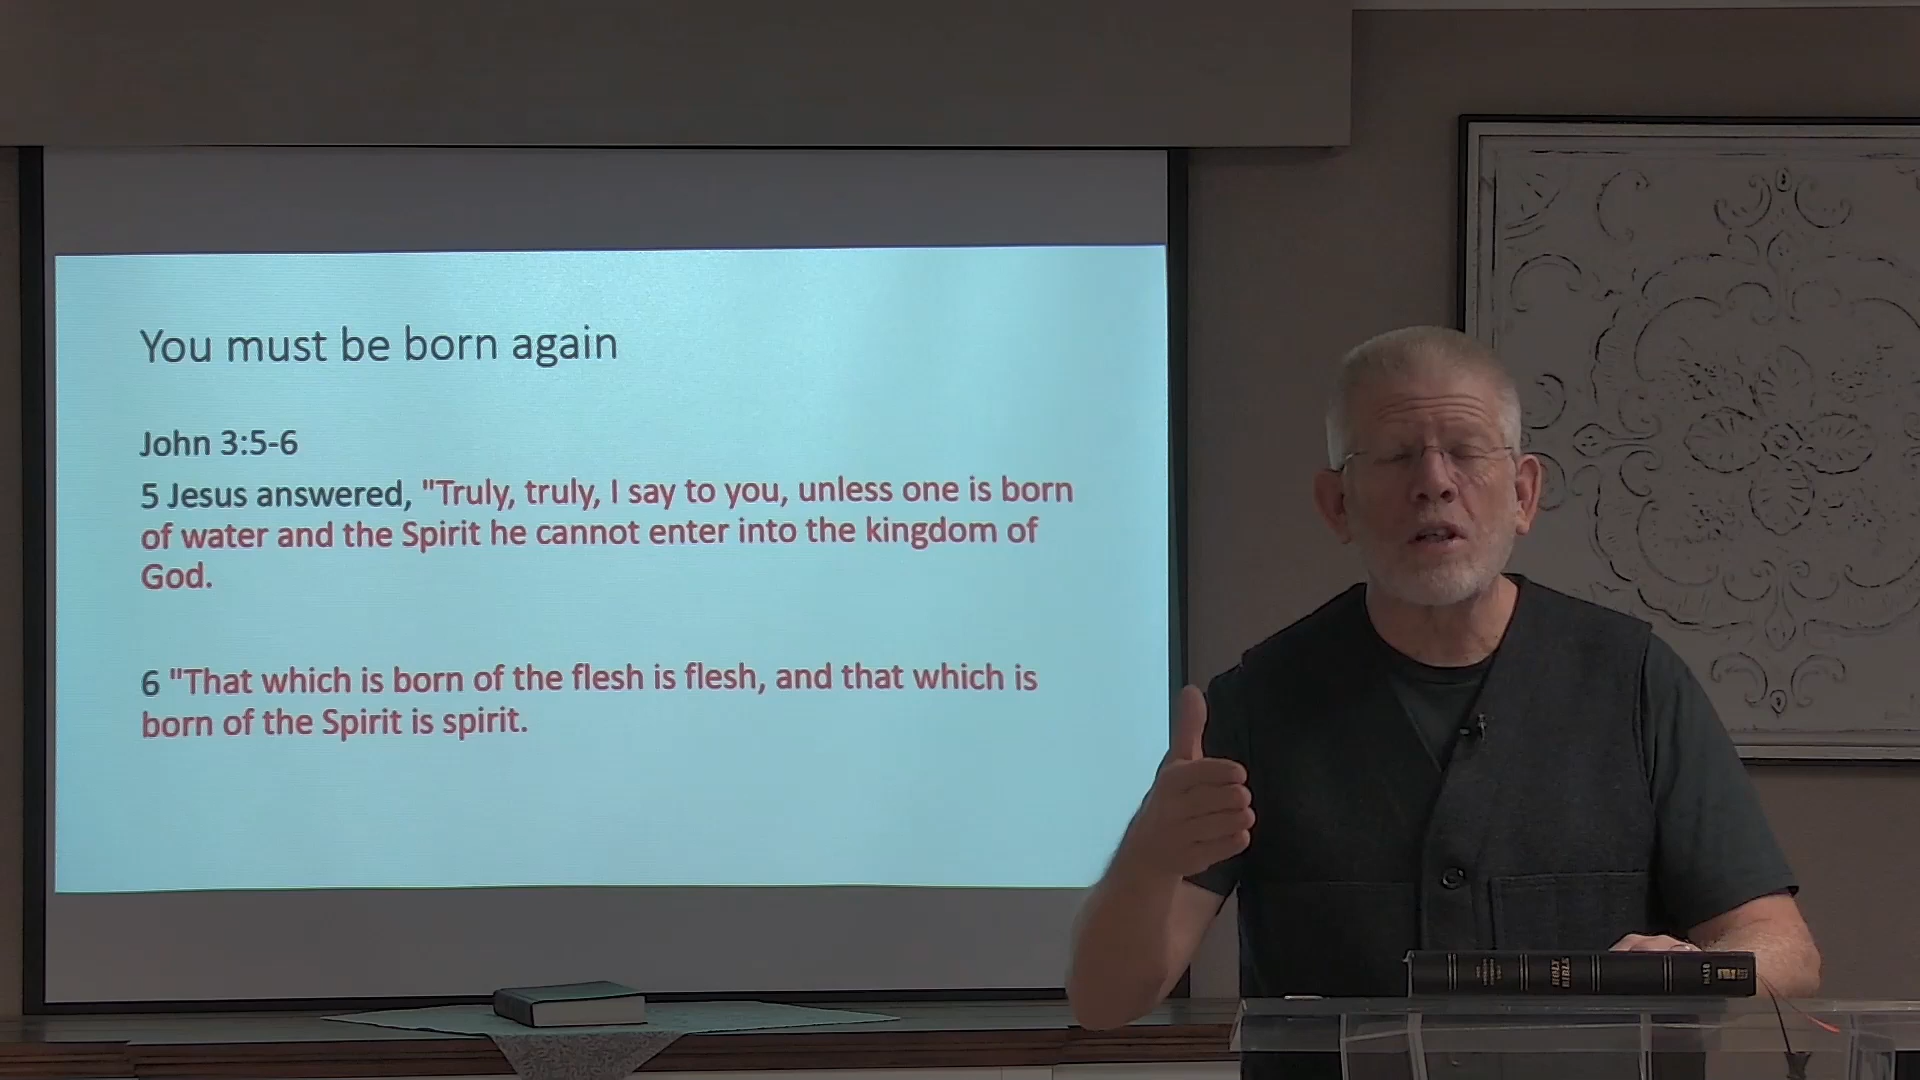 You must be born again
John 3:5-6
5 Jesus answered, "Truly, truly, I say to you, unless one is born
of water and the Spirit he cannot enter into the kingdom of
God.
6 "That which is born of the flesh is flesh, and that which is
born of the Spirit is spirit.
HOLY
BIBLE